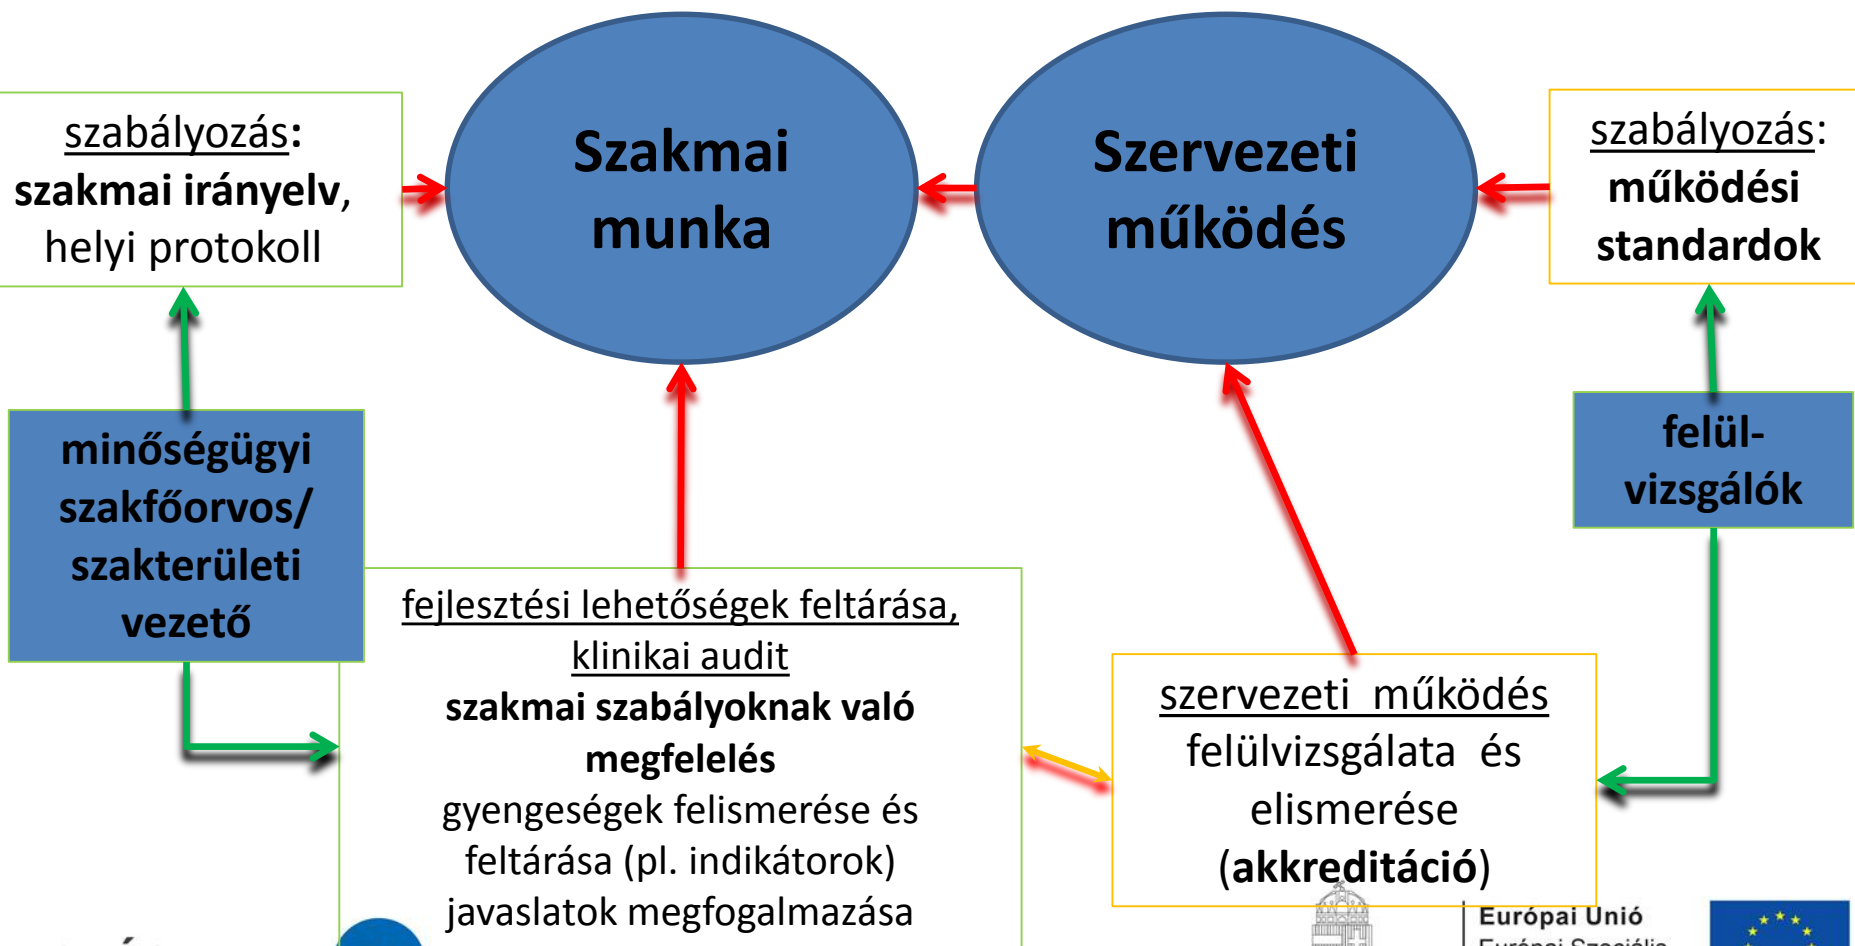 szabályozás:
szakmai irányelv,
helyi protokoll
Szakmai
munka
Szervezeti
működés
szabályozás:
működési
standardok
minőségügyi
szakfőorvos/
szakterületi
vezető
felül-
vizsgálók
fejlesztési lehetőségek feltárása,
klinikai audit
szakmai szabályoknak való
megfelelés
gyengeségek felismerése és
feltárása (pl. indikátorok)
javaslatok megfogalmazása
szervezeti működés
felülvizsgálata és
elismerése
(akkreditáció)
Európai Unió
Európai Szociális